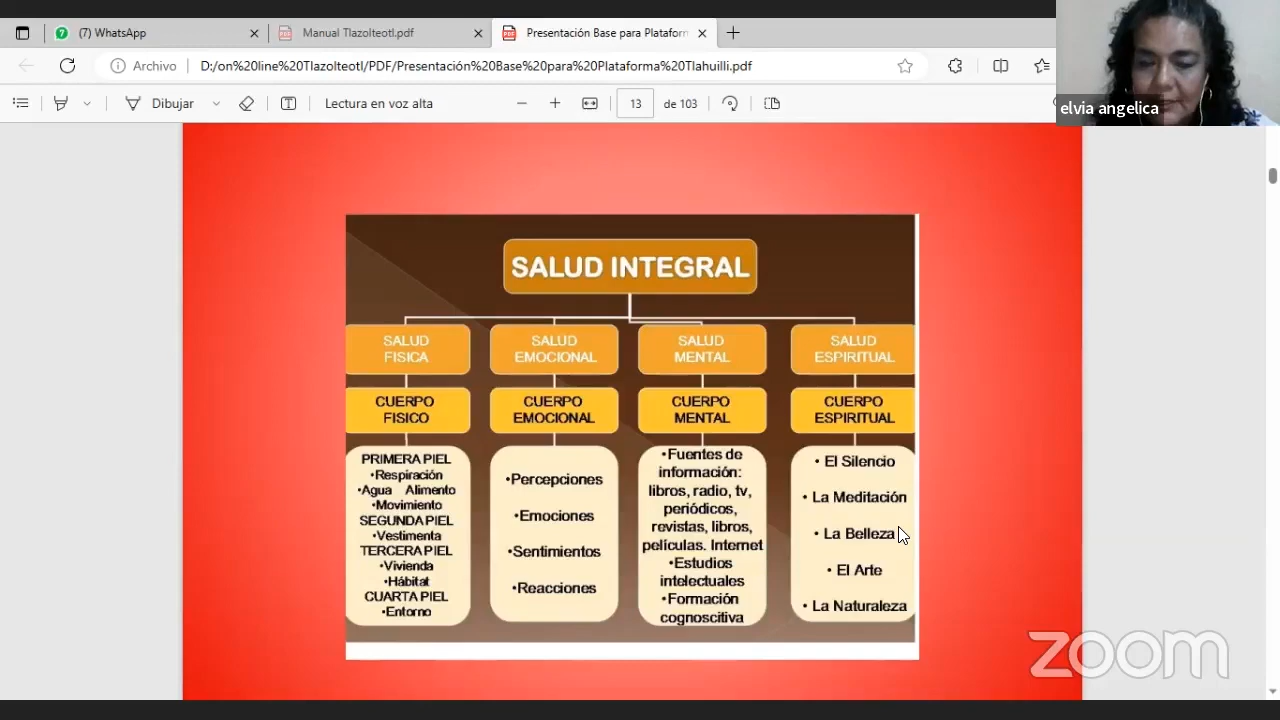 (7) WhatsApp
Manual Tlazolteotl.pdf
Presentación Base para Platafor
Archivo
D:/on%20line%20Tlazolteotl/PDF/Presentación%20Base%20para%20Plataforma%20Tlahuilli.pdf
Dibujar
Lectura en voz alta
13
de 103
elvia angelica
SALUD INTEGRAL
SALUD
FISICA
CUERPO
FISICO
PRIMERA PIEL
•Respiración
•Agua Alimento
•Movimiento
SEGUNDA PIEL
•Vestimenta
TERCERA PIEL
•Vivienda
•Hábitat
CUARTA PIEL
•Entorno
SALUD
EMOCIONAL
CUERPO
EMOCIONAL
•Percepciones
•Emociones
•Sentimientos
•Reacciones
SALUD
MENTAL
CUERPO
MENTAL
•Fuentes de
información:
libros, radio, tv,
periódicos,
revistas, libros,
películas. Internet
•Estudios
intelectuales
•Formación
cognoscitiva
SALUD
ESPIRITUAL
CUERPO
ESPIRITUAL
• El Silencio
• La Meditación
• La Belleza
• El Arte
• La Naturaleza
zoom